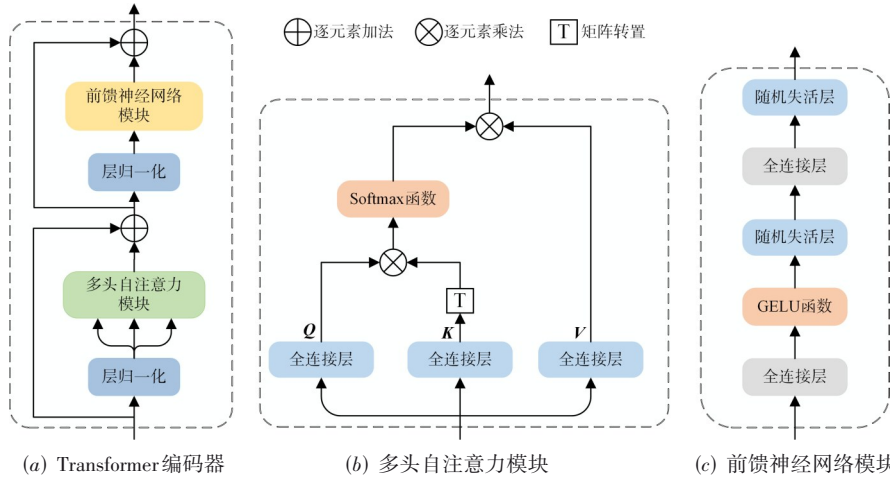 逐元素加法 逐元素乘法 T 矩阵转置
前馈神经网络
模块
层归一化
多头自注意力
模块
层归一化
(a) Transformer编码器
Softmax函数
T
Q K V
全连接层 全连接层 全连接层
(b) 多头自注意力模块
随机失活层
全连接层
随机失活层
GELU函数
全连接层
(c) 前馈神经网络模块